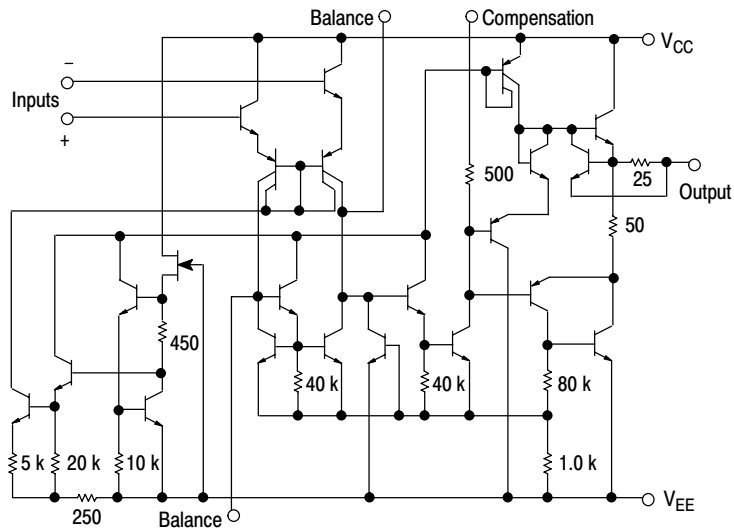 Balance
Compensation
VCC
−
Inputs
+
500
25
Output
50
450
40 k
40 k
80 k
5 k
20 k
10 k
1.0 k
250
VEE
Balance